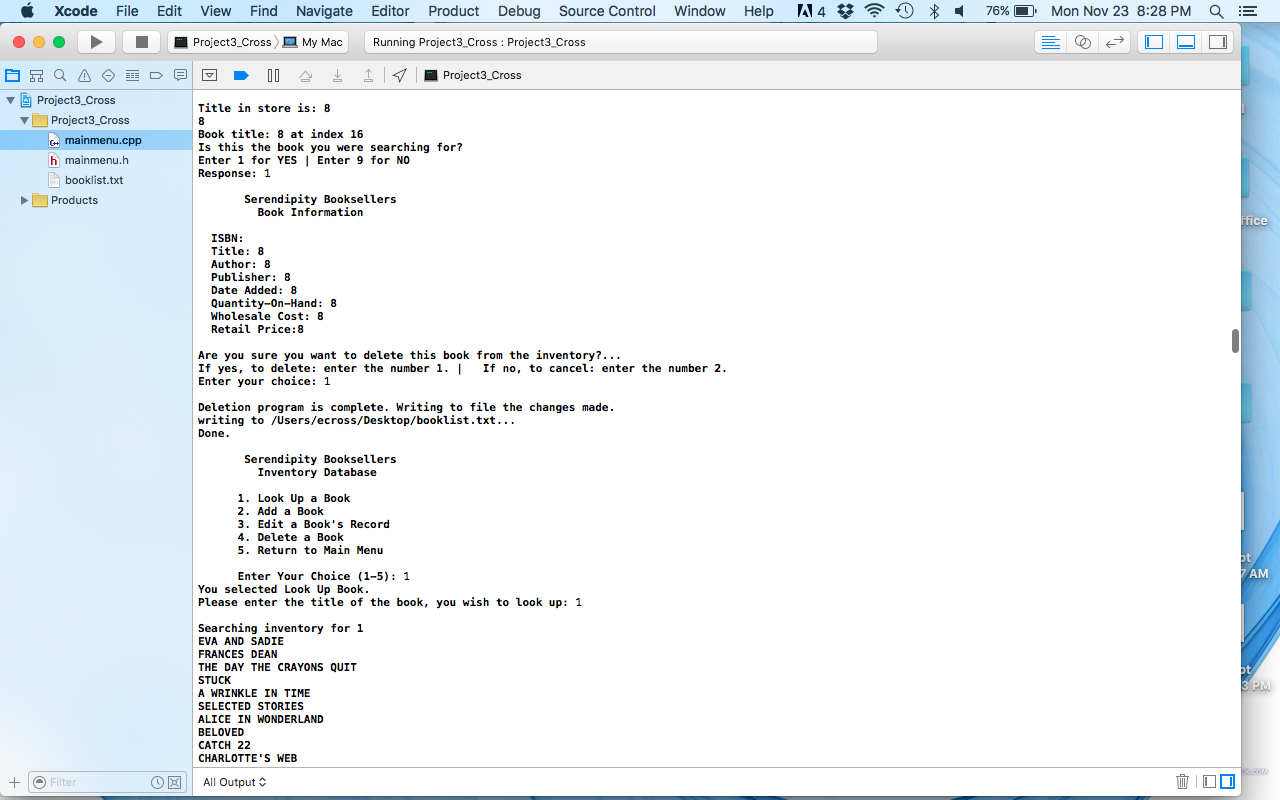 Xcode File Edit View Find Navigate Editor Product Debug Source Control Window Help 4 76% Mon Nov 23 8:28 PM
Project3_Cross My Mac Running Project3_Cross : Project3_Cross
Project3_Cross
Project3_Cross
Project3_Cross
mainmenu.cpp
mainmenu.h
booklist.txt
Products
Title in store is: 8
8
Book title: 8 at index 16
Is this the book you were searching for?
Enter 1 for YES | Enter 9 for NO
Response: 1
Serendipity Booksellers
Book Information
ISBN:
Title: 8
Author: 8
Publisher: 8
Date Added: 8
Quantity-On-Hand: 8
Wholesale Cost: 8
Retail Price:8
Are you sure you want to delete this book from the inventory?...
If yes, to delete: enter the number 1. |   If no, to cancel: enter the number 2.
Enter your choice: 1
Deletion program is complete. Writing to file the changes made.
writing to /Users/ecross/Desktop/booklist.txt...
Done.
Serendipity Booksellers
Inventory Database
1. Look Up a Book
2. Add a Book
3. Edit a Book's Record
4. Delete a Book
5. Return to Main Menu
Enter Your Choice (1-5): 1
You selected Look Up Book.
Please enter the title of the book, you wish to look up: 1
Searching inventory for 1
EVA AND SADIE
FRANCES DEAN
THE DAY THE CRAYONS QUIT
STUCK
A WRINKLE IN TIME
SELECTED STORIES
ALICE IN WONDERLAND
BELOVED
CATCH 22
CHARLOTTE'S WEB
Filter
All Output
ffice
ot
7 AM
ot
3 PM